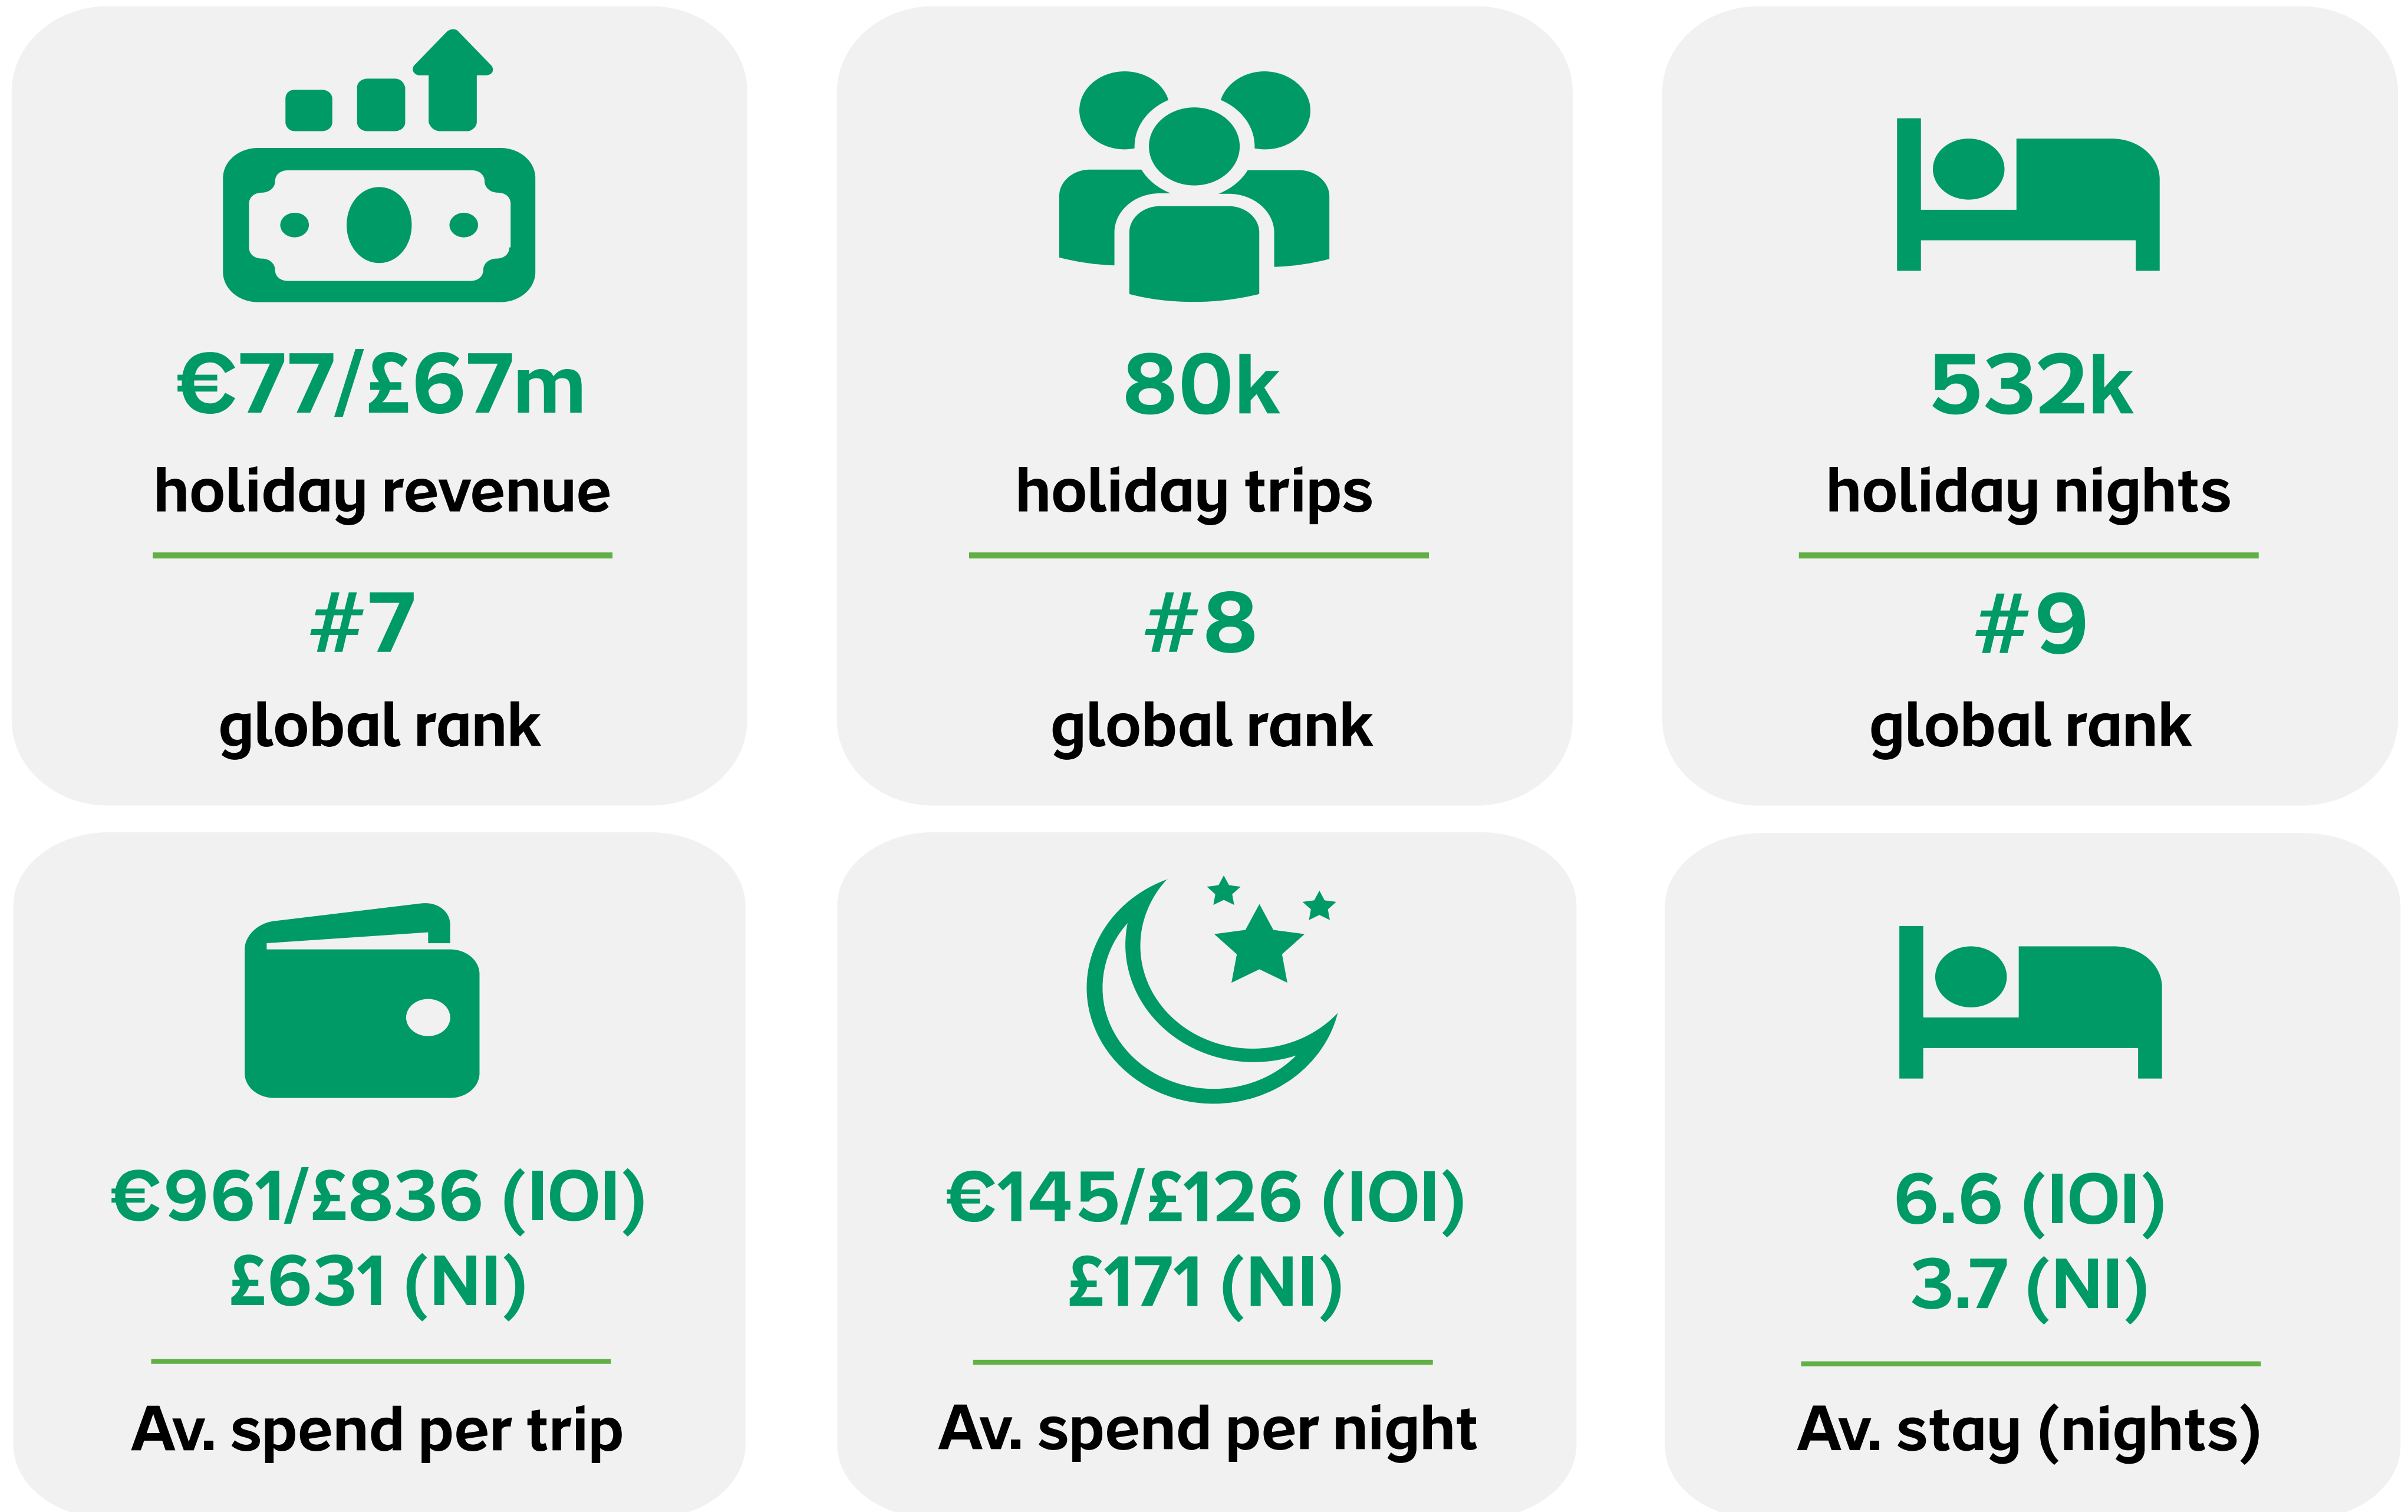 €77/£67m
holiday revenue
#7
global rank
80k
holiday trips
#8
global rank
532k
holiday nights
#9
global rank
€961/£836 (IOI)
£631 (NI)
Av. spend per trip
€145/£126 (IOI)
£171 (NI)
Av. spend per night
6.6 (IOI)
3.7 (NI)
Av. stay (nights)